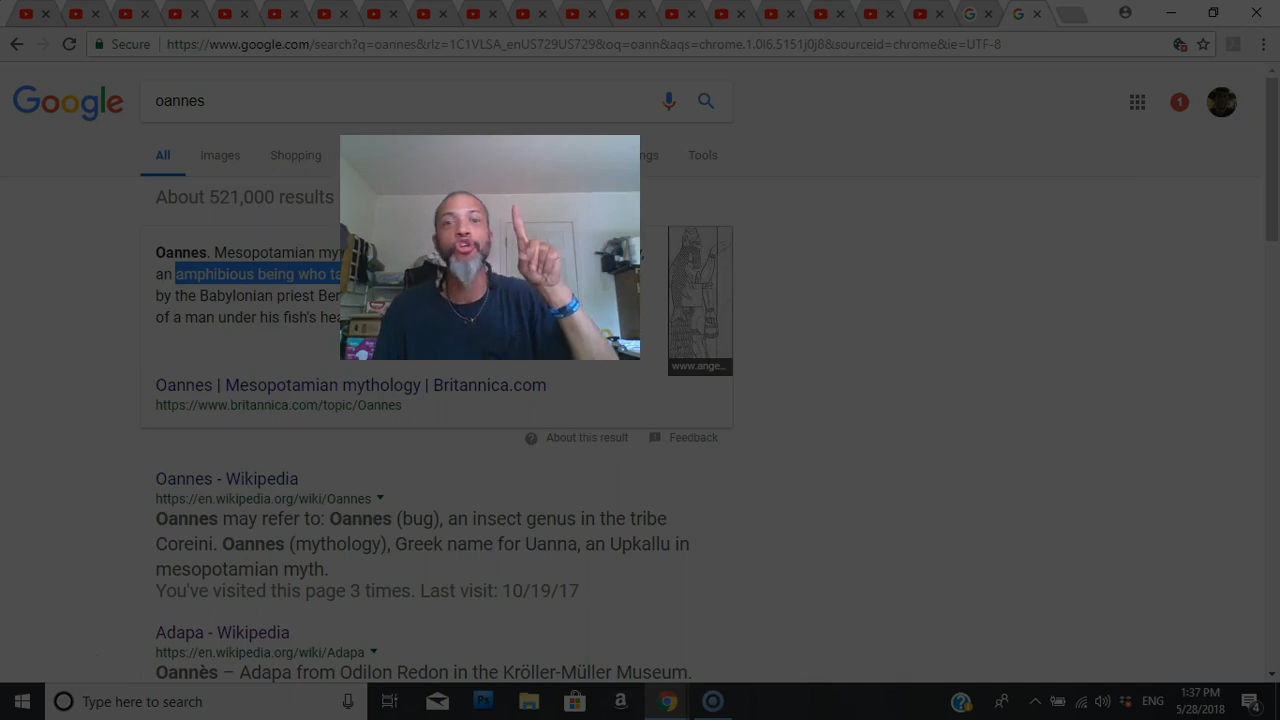 Secure
https://www.google.com/search?q=oannes&rlz=1C1VLSA_enUS729US729&oq=oann&aqs=chrome.1.0l6.5151j0j8&sourceid=chrome&ie=UTF-8
Google
oannes
1
All Images Shopping Tools
About 521,000 results
Oannes. Mesopotamian
an amphibious being who
by the Babylonian priest
of a man under his fish's
www.ange...
Oannes | Mesopotamian mythology | Britannica.com
https://www.britannica.com/topic/Oannes
About this result Feedback
Oannes - Wikipedia
https://en.wikipedia.org/wiki/Oannes
Oannes may refer to: Oannes (bug), an insect genus in the tribe
Coreini. Oannes (mythology), Greek name for Uanna, an Upkallu in
mesopotamian myth.
You've visited this page 3 times. Last visit: 10/19/17
Adapa - Wikipedia
https://en.wikipedia.org/wiki/Adapa
Oannès – Adapa from Odilon Redon in the Kröller-Müller Museum.
Type here to search
ENG
1:37 PM
5/28/2018
4